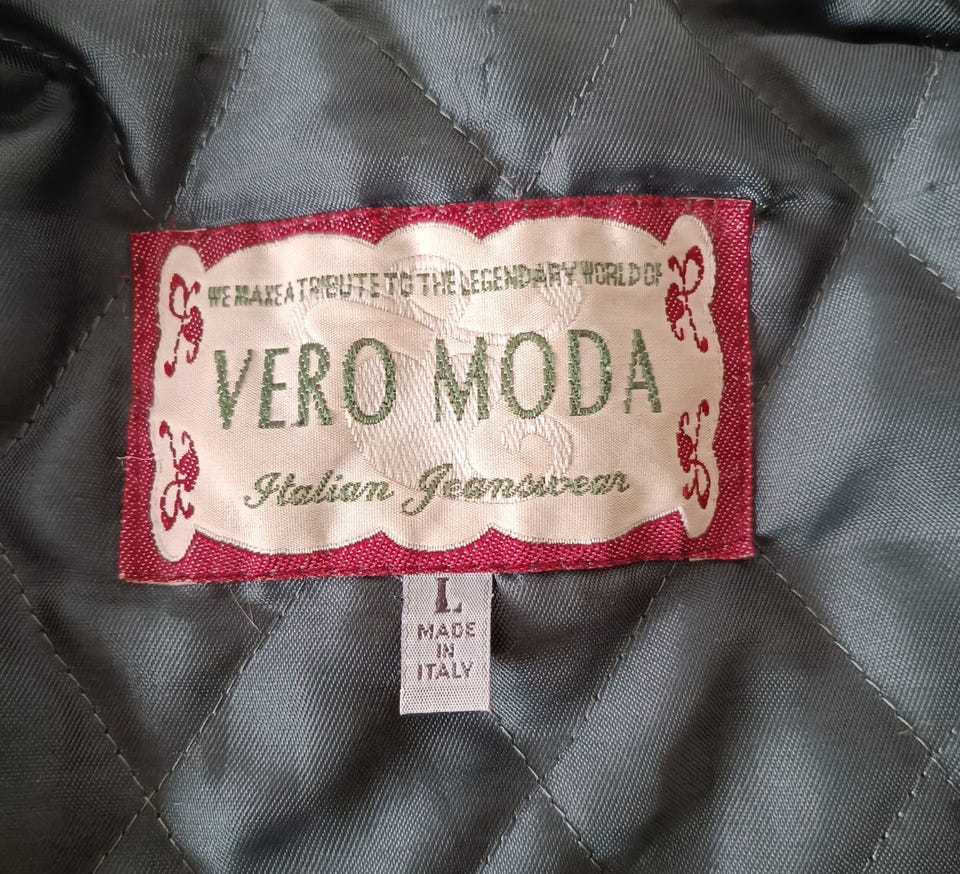 WE MAKE A TRIBUTE TO THE LEGENDARY WORLD OF
VERO MODA
Italian Jeanswear
L
MADE
IN
ITALY